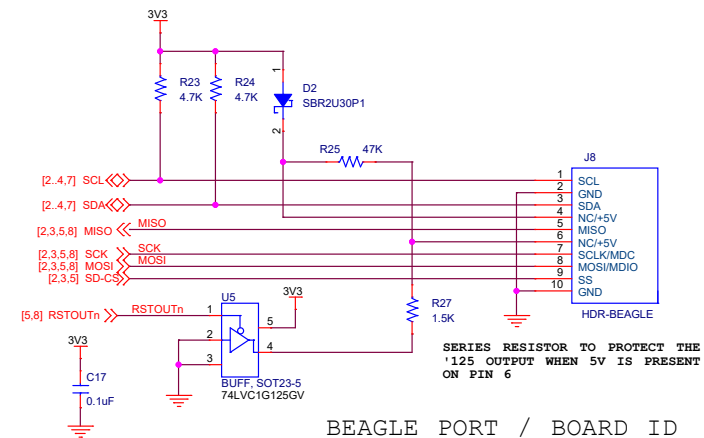 3V3
R23
4.7K
R24
4.7K
1
D2
SBR2U30P1
2
R25 47K
J8
[2..4,7] SCL
1 SCL
2 GND
[2..4,7] SDA
3 SDA
4 NC/+5V
[2,3,5,8] MISO MISO
5 MISO
6 NC/+5V
[2,3,5,8] SCK SCK
7 SCLK/MDC
[2,3,5,8] MOSI MOSI
8 MOSI/MDIO
[2,3,5] SD-CS
9 SS
10 GND
HDR-BEAGLE
[5,8] RSTOUTn RSTOUTn
U5
1
2
3
5
4
3V3
BUFF, SOT23-5
74LVC1G125GV
R27
1.5K
3V3
C17
0.1uF
SERIES RESISTOR TO PROTECT THE
'125 OUTPUT WHEN 5V IS PRESENT
ON PIN 6
BEAGLE PORT / BOARD ID